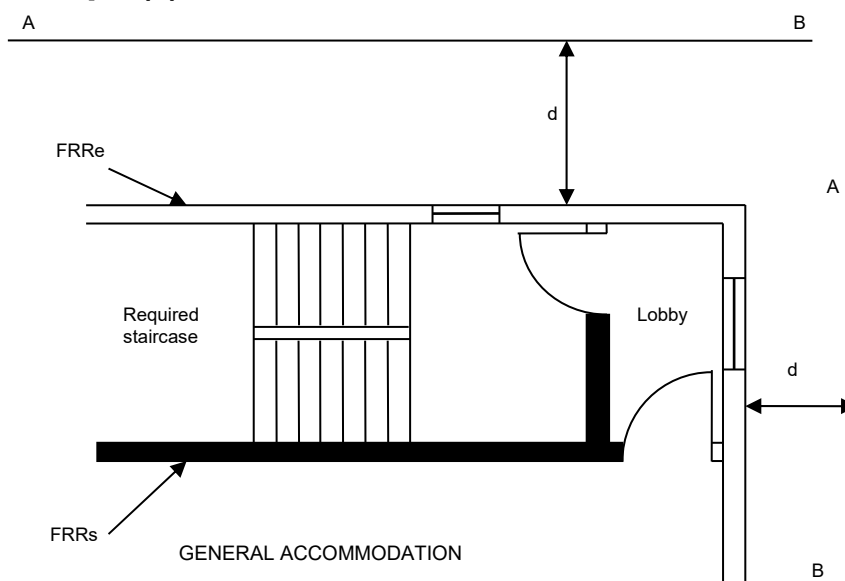 A
B
d
FRRe
A
Required
staircase
Lobby
d
FRRs
GENERAL ACCOMMODATION
B